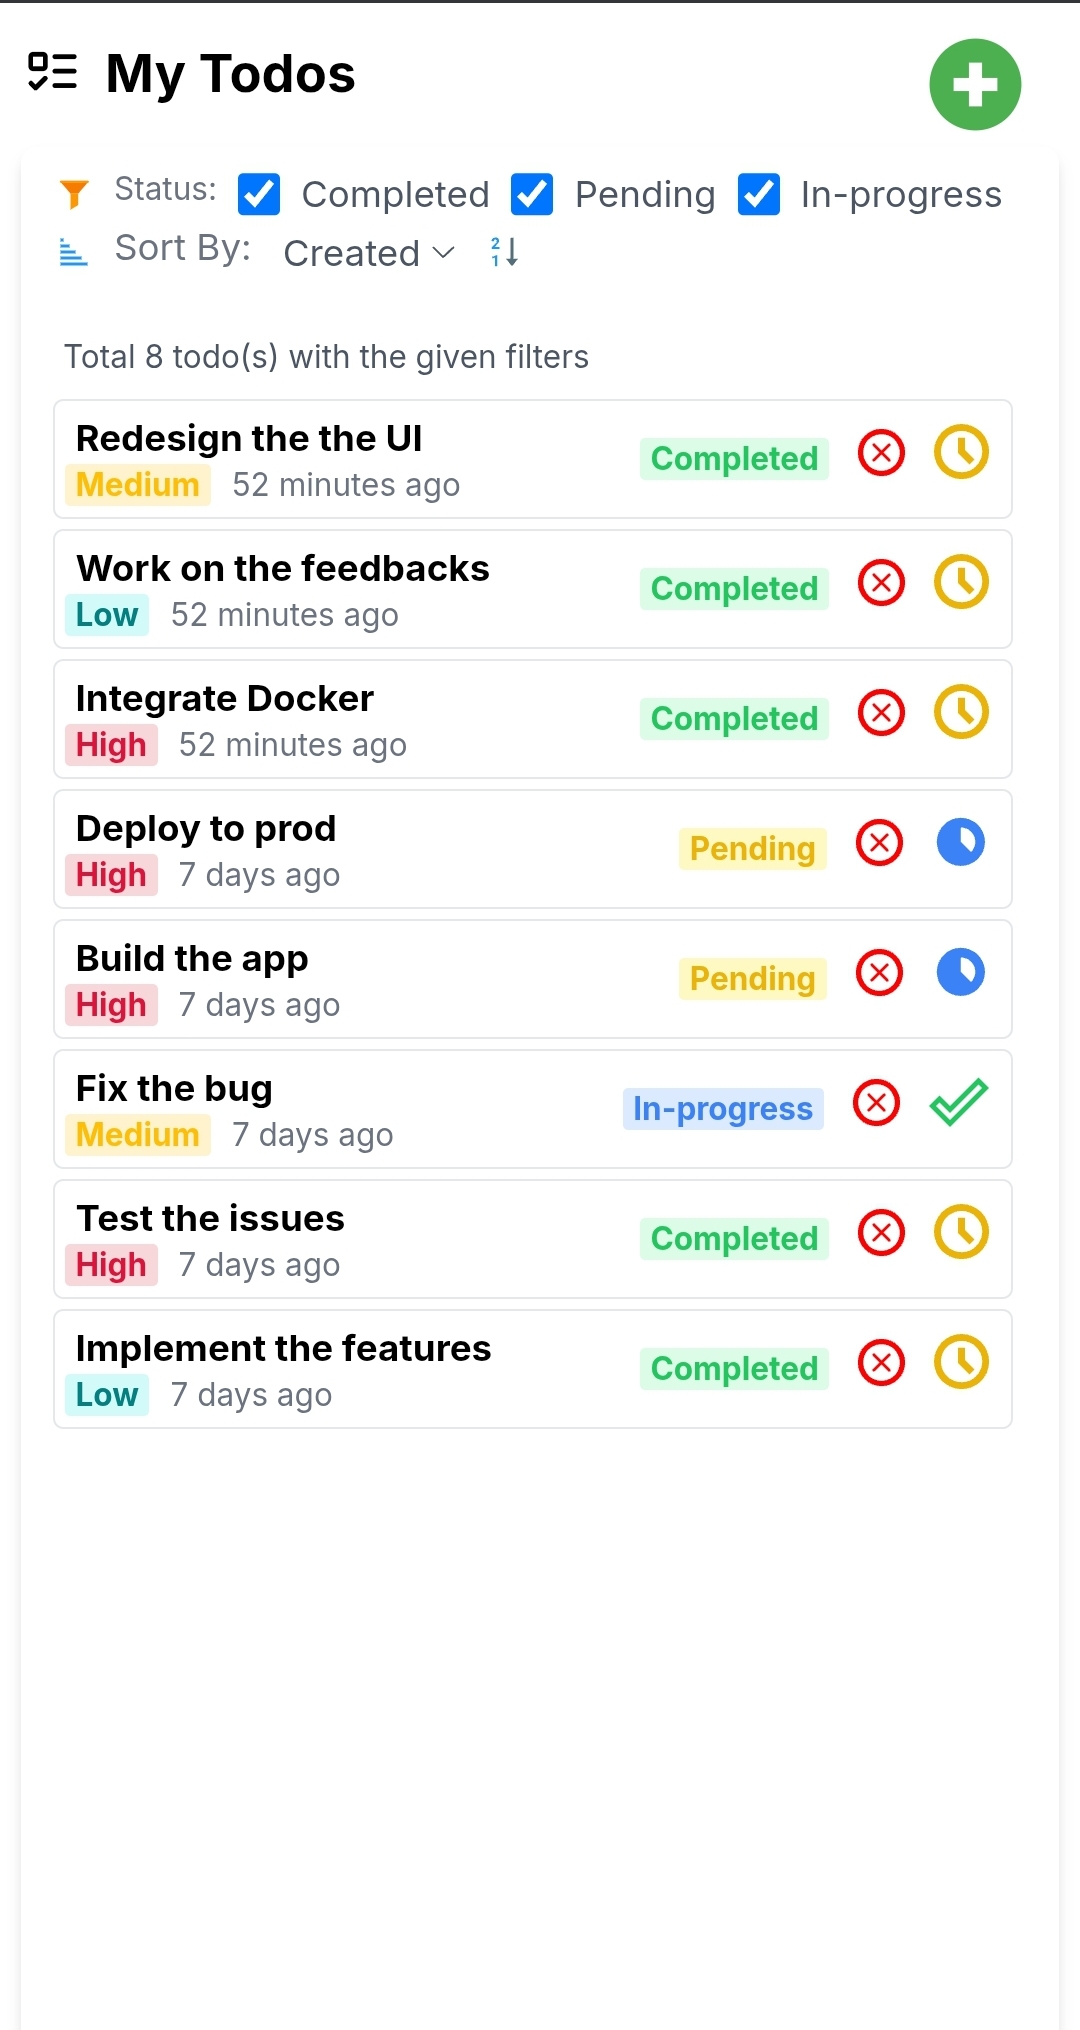 My Todos
Status: Completed Pending In-progress
Sort By: Created 2 1
Total 8 todo(s) with the given filters
Redesign the the UI
Medium 52 minutes ago Completed
Work on the feedbacks
Low 52 minutes ago Completed
Integrate Docker
High 52 minutes ago Completed
Deploy to prod
High 7 days ago Pending
Build the app
High 7 days ago Pending
Fix the bug
Medium 7 days ago In-progress
Test the issues
High 7 days ago Completed
Implement the features
Low 7 days ago Completed